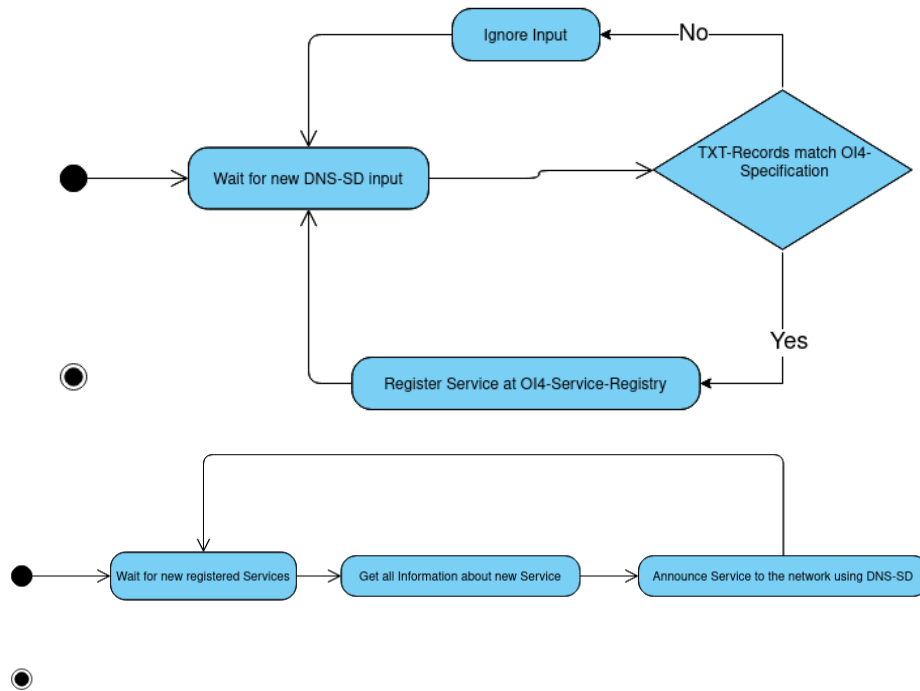 Ignore Input
No
TXT-Records match OI4-
Specification
Wait for new DNS-SD input
Yes
Register Service at OI4-Service-Registry
Wait for new registered Services
Get all Information about new Service
Announce Service to the network using DNS-SD